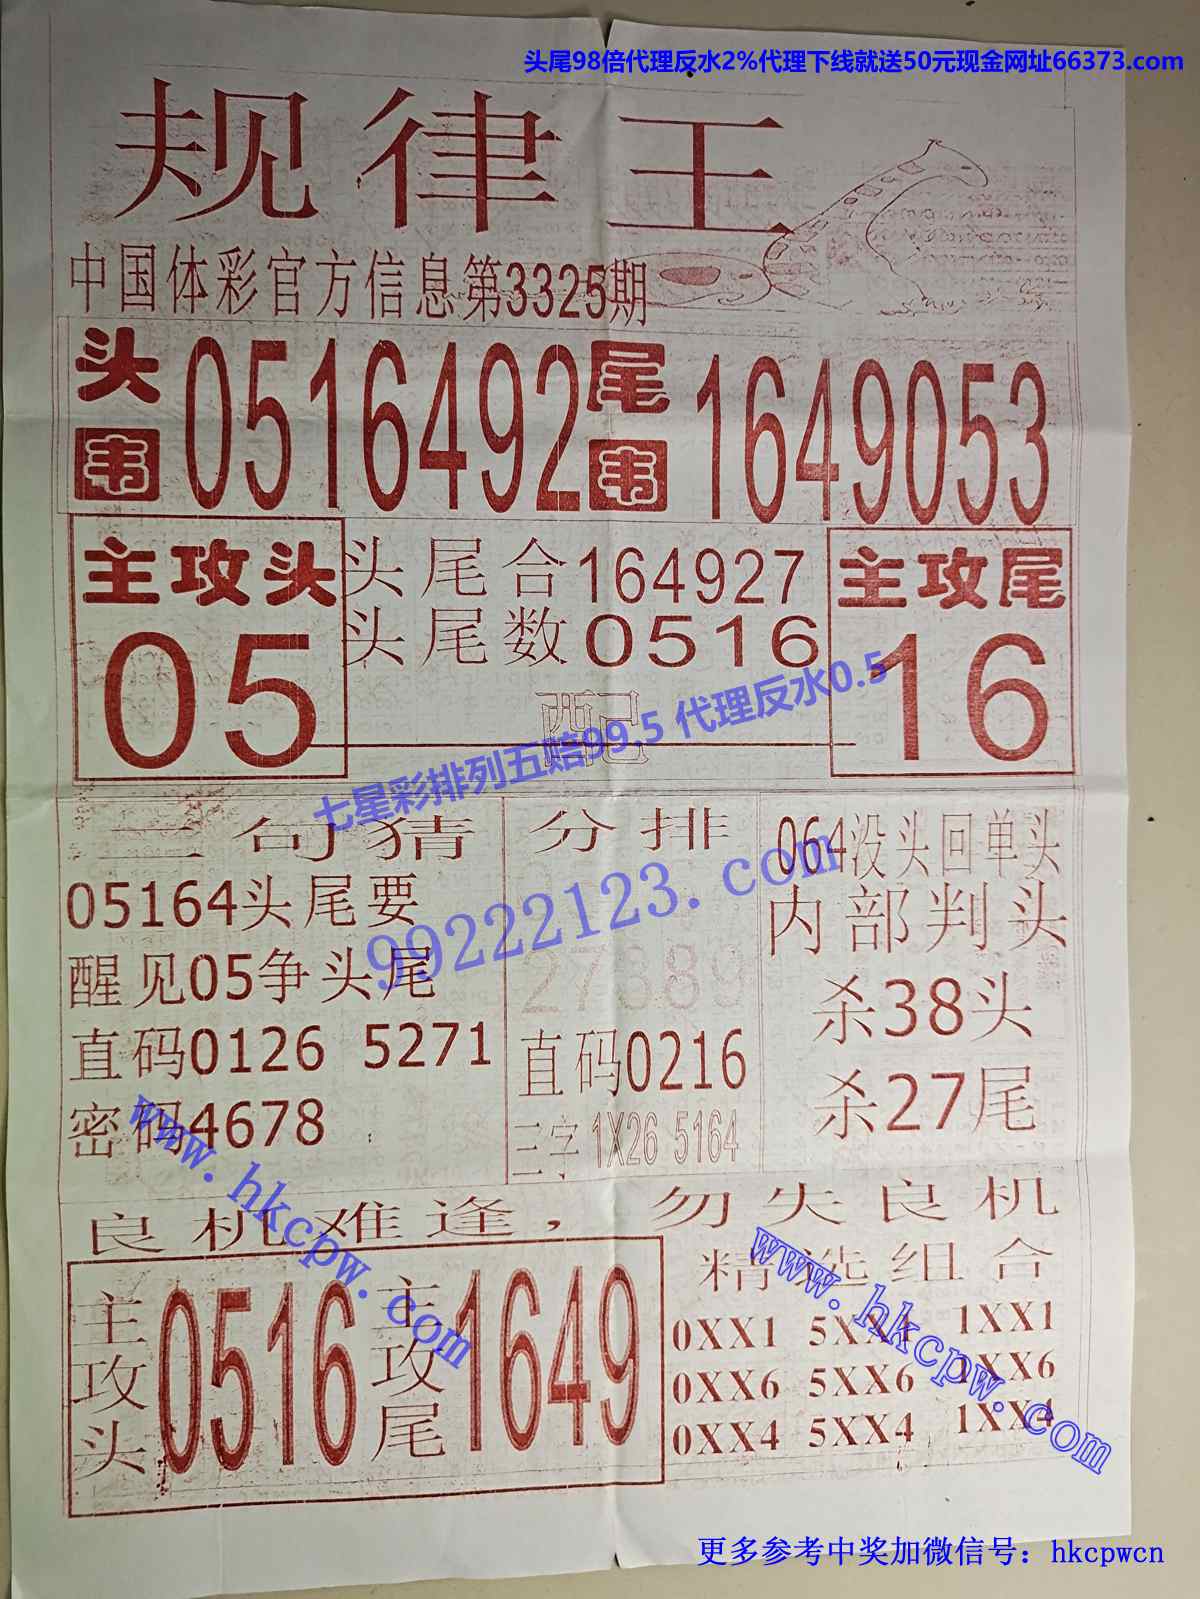 头尾98倍代理反水2%代理下线就送50元现金网址66373.com
规律王
中国体彩官方信息第3325期
头韦 0516492 尾韦 1649053
主攻头 05
头尾合164927
头尾数0516
主攻尾 16
七星彩排列五赔99.5 代理反水0.5
99222123.com
三句猜
05164头尾要
醒见05争头尾
直码0126 5271
密码4678
分排
直码0216
三字 1X26 5164
064没头回单头
内部判头
杀38头
杀27尾
www.hkcpw.com
良机难逢，勿失良机
主攻头 0516 主攻尾 1649
精选组合
0XX1 5XX1 1XX1
0XX6 5XX6 1XX6
0XX4 5XX4 1XX4
www.hkcpw.com
更多参考中奖加微信号：hkcpwcn